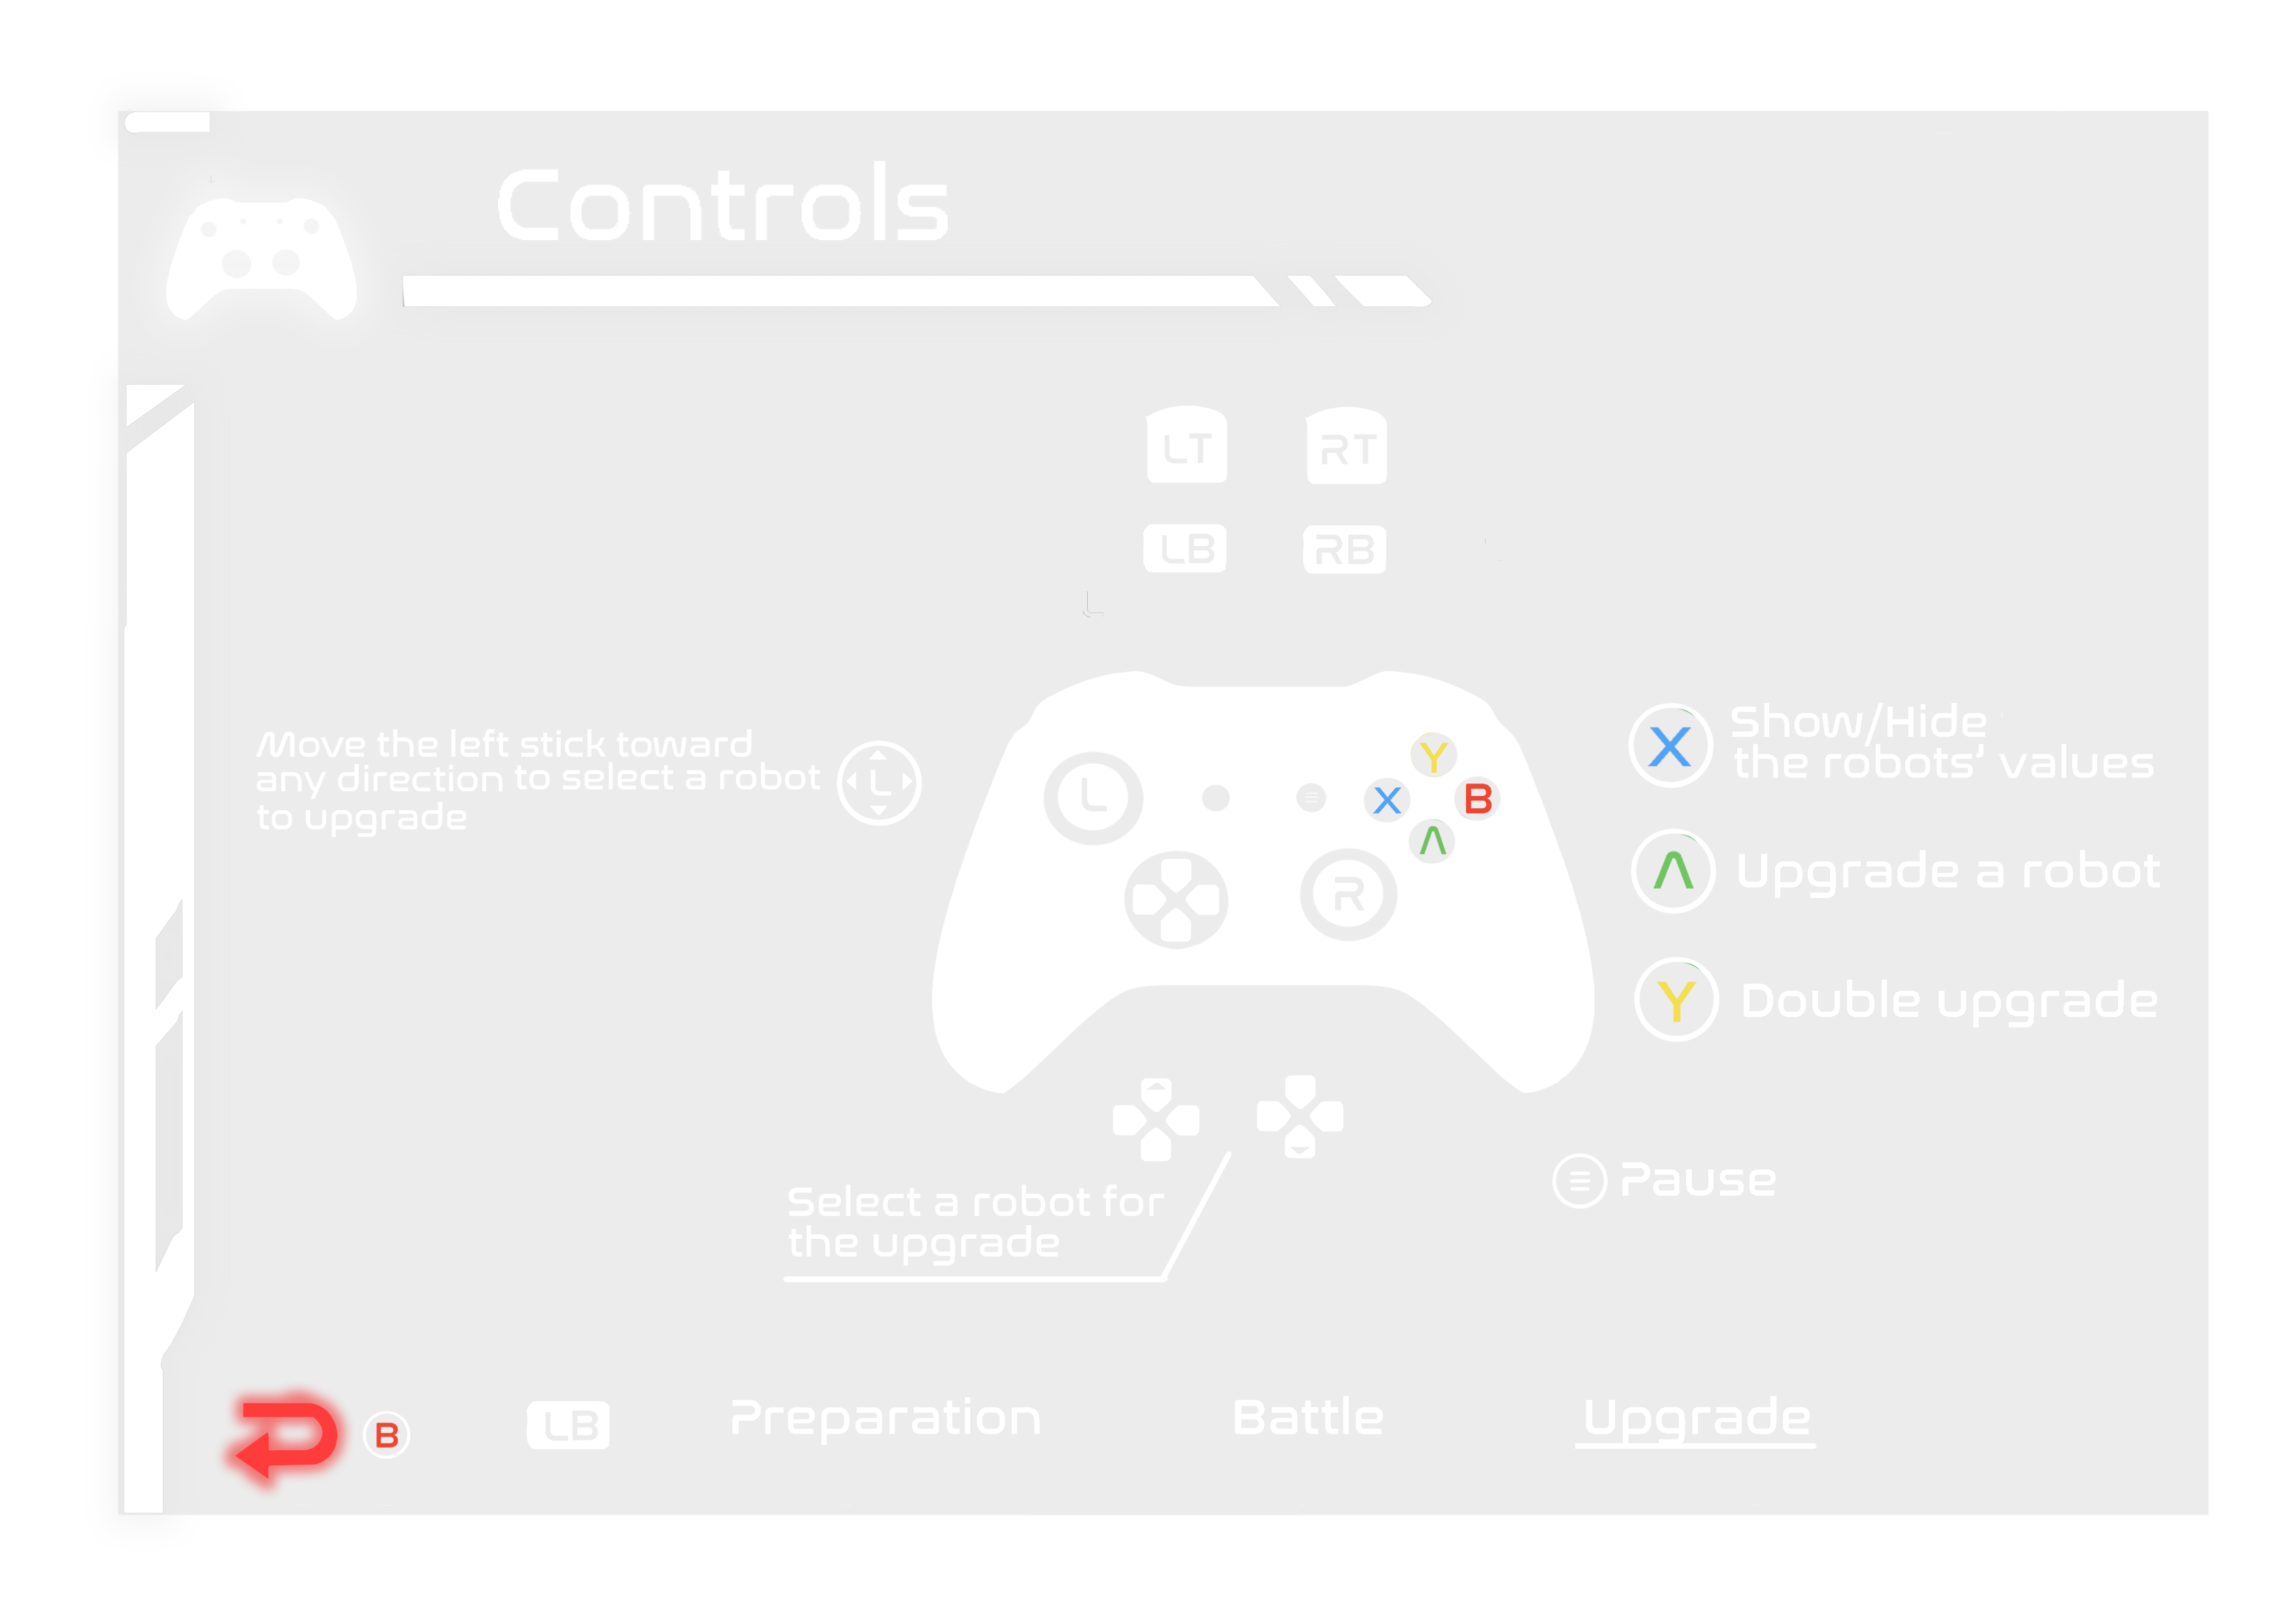 Controls
LT RT
LB RB
Move the left stick toward
any direction to select a robot
to upgrade
L
L
Y
X B
A
R
X Show/Hide
the robots' values
A Upgrade a robot
Y Double upgrade
Select a robot for
the upgrade
Pause
B LB Preparation Battle Upgrade